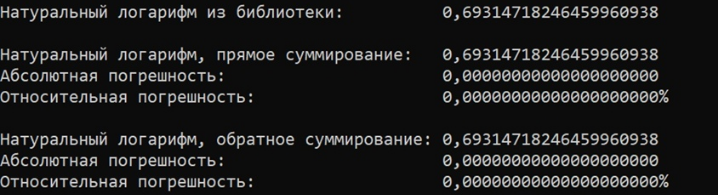 Натуральный логарифм из библиотеки: 0,69314718246459960938
Натуральный логарифм, прямое суммирование: 0,69314718246459960938
Абсолютная погрешность: 0,00000000000000000000
Относительная погрешность: 0,00000000000000000000%
Натуральный логарифм, обратное суммирование: 0,69314718246459960938
Абсолютная погрешность: 0,00000000000000000000
Относительная погрешность: 0,00000000000000000000%